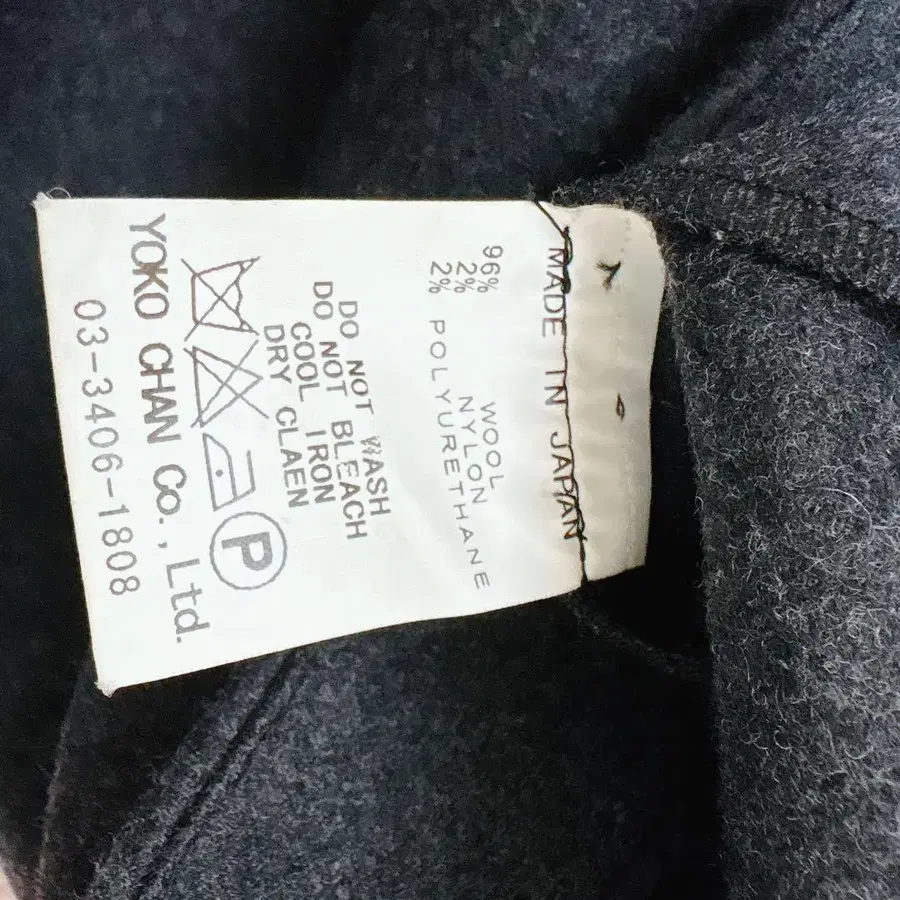 MADE IN JAPAN
96% WOOL
2% NYLON
2% POLYURETHANE
DO NOT WASH
DO NOT BLEACH
COOL IRON
DRY CLAEN
P
YOKO CHAN Co., Ltd.
03-3406-1808